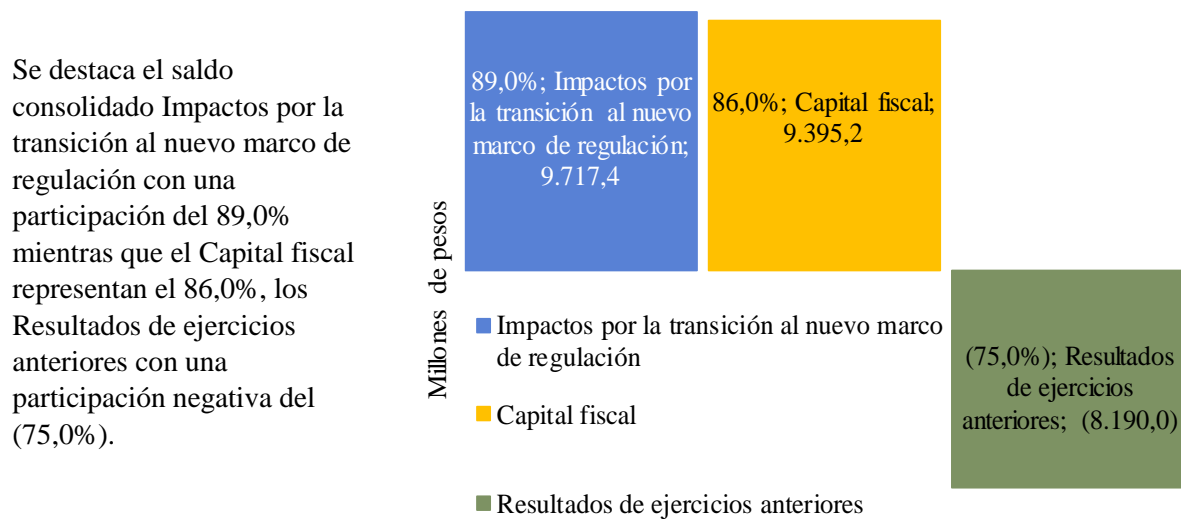 Se destaca el saldo
consolidado Impactos por la
transición al nuevo marco de
regulación con una
participación del 89,0%
mientras que el Capital fiscal
representan el 86,0%, los
Resultados de ejercicios
anteriores con una
participación negativa del
(75,0%).
Millones de pesos
89,0%; Impactos por
la transición al nuevo
marco de regulación;
9.717,4
86,0%; Capital fiscal;
9.395,2
(75,0%); Resultados
de ejercicios
anteriores; (8.190,0)
Impactos por la transición al nuevo marco
de regulación
Capital fiscal
Resultados de ejercicios anteriores